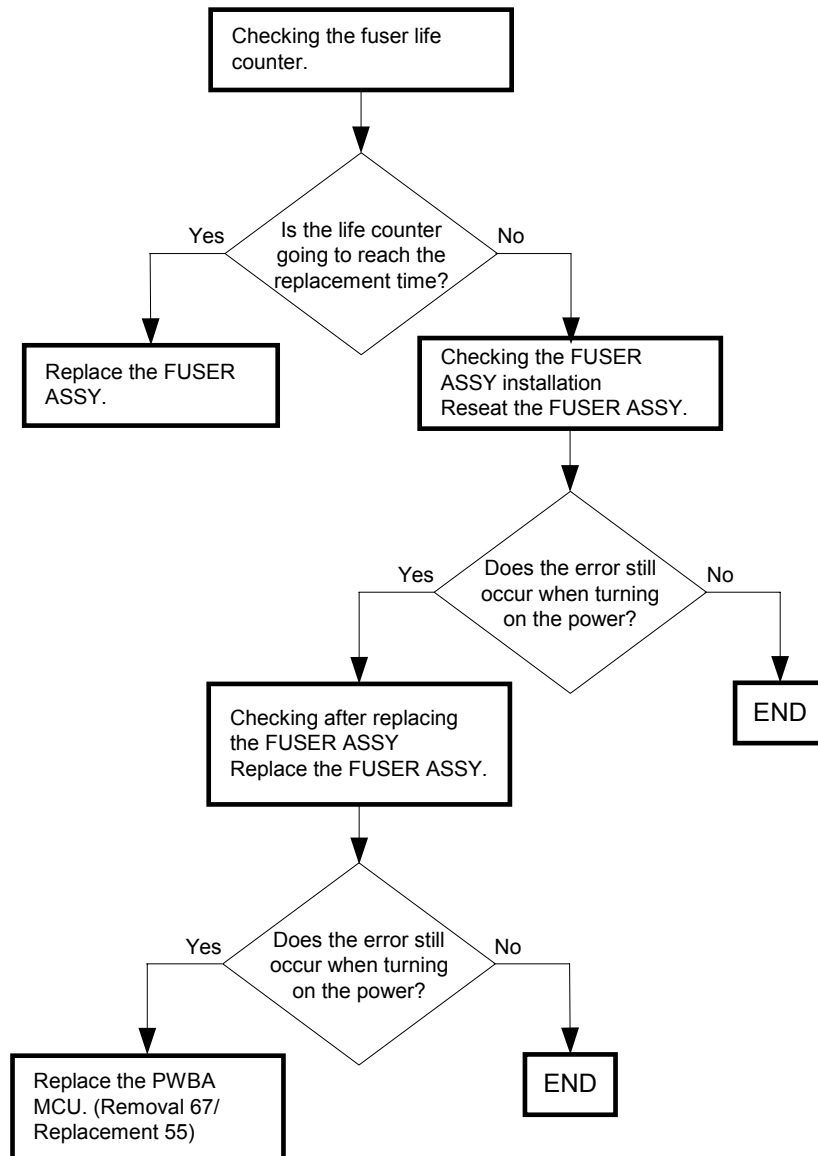 Checking the fuser life
counter.
Is the life counter
going to reach the
replacement time?
Yes
No
Replace the FUSER
ASSY.
Checking the FUSER
ASSY installation
Reseat the FUSER ASSY.
Does the error still
occur when turning
on the power?
Yes
No
Checking after replacing
the FUSER ASSY
Replace the FUSER ASSY.
END
Does the error still
occur when turning
on the power?
Yes
No
Replace the PWBA
MCU. (Removal 67/
Replacement 55)
END